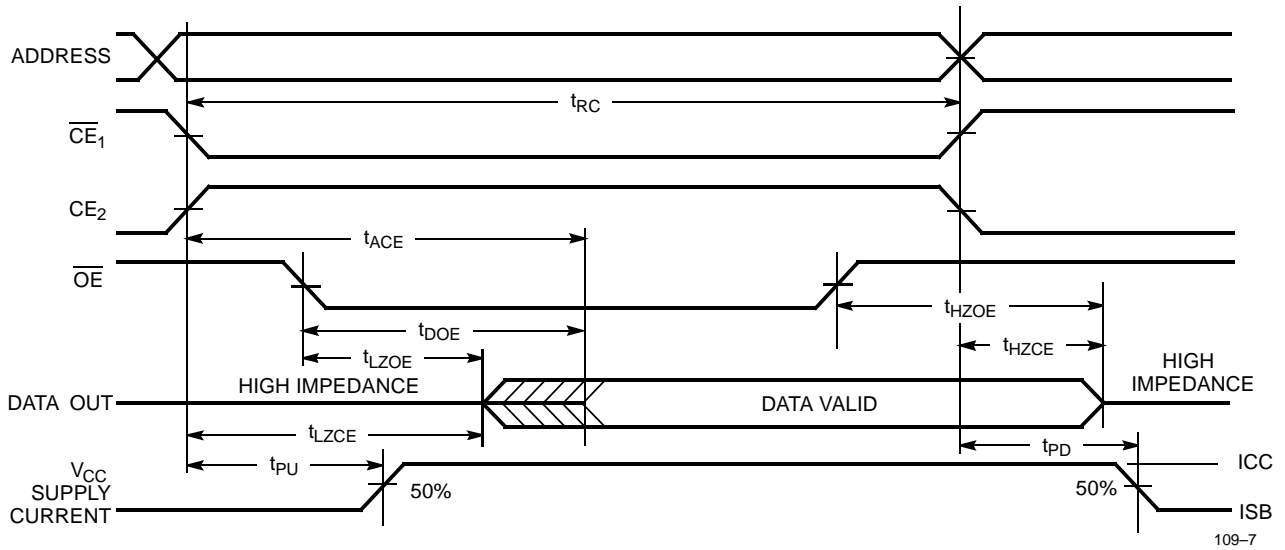 ADDRESS
tRC
CE1
CE2
tACE
OE
tHZOE
tDOE
tLZOE
tHZCE
HIGH IMPEDANCE
HIGH
IMPEDANCE
DATA OUT
DATA VALID
tLZCE
tPU
tPD
VCC
SUPPLY
CURRENT
50%
50%
ICC
ISB
109–7